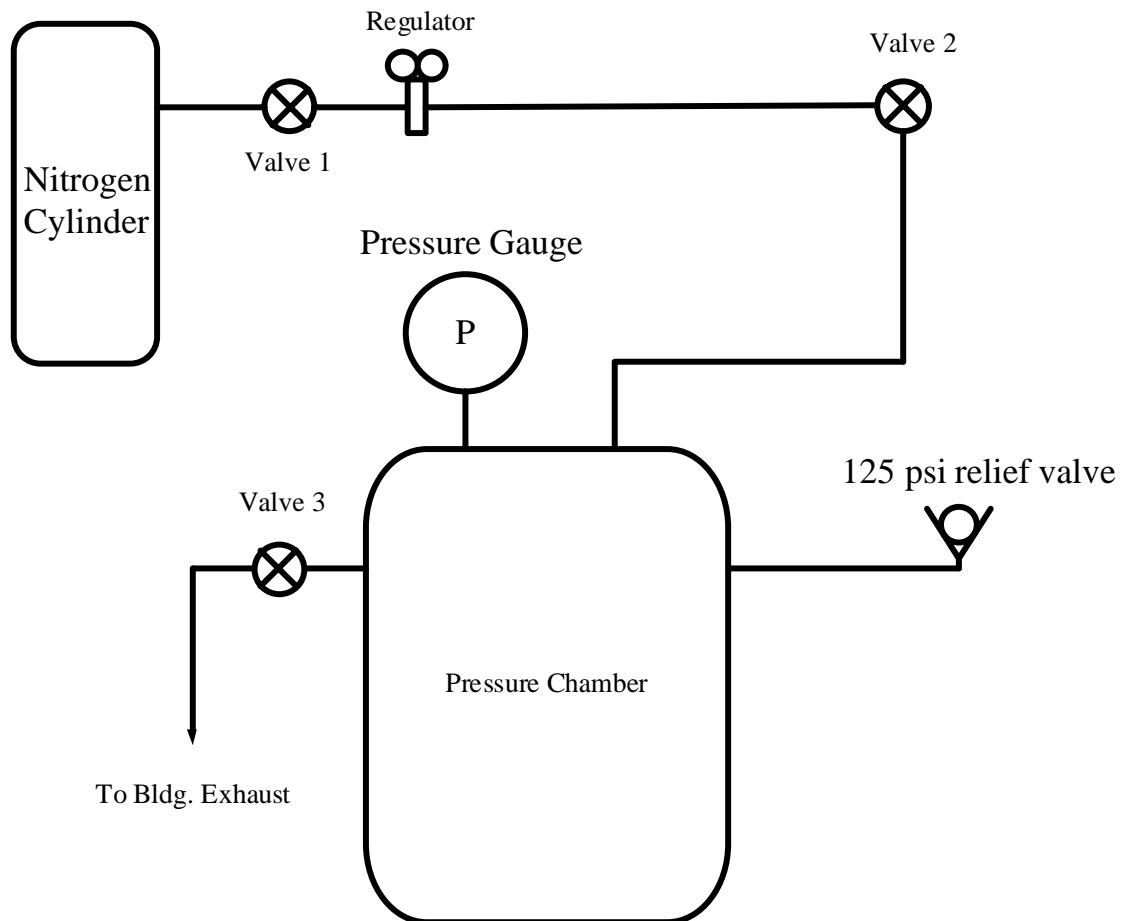 Regulator
Valve 2
Valve 1
Nitrogen
Cylinder
Pressure Gauge
P
125 psi relief valve
Valve 3
Pressure Chamber
To Bldg. Exhaust